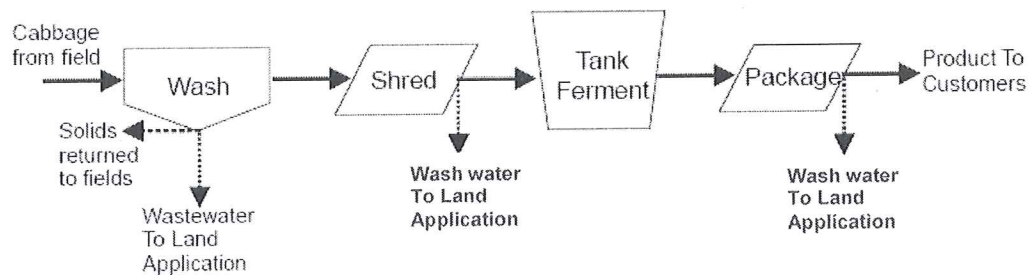 Cabbage
from field
Wash
Shred
Tank
Ferment
Package
Product To
Customers
Solids
returned
to fields
Wastewater
To Land
Application
Wash water
To Land
Application
Wash water
To Land
Application